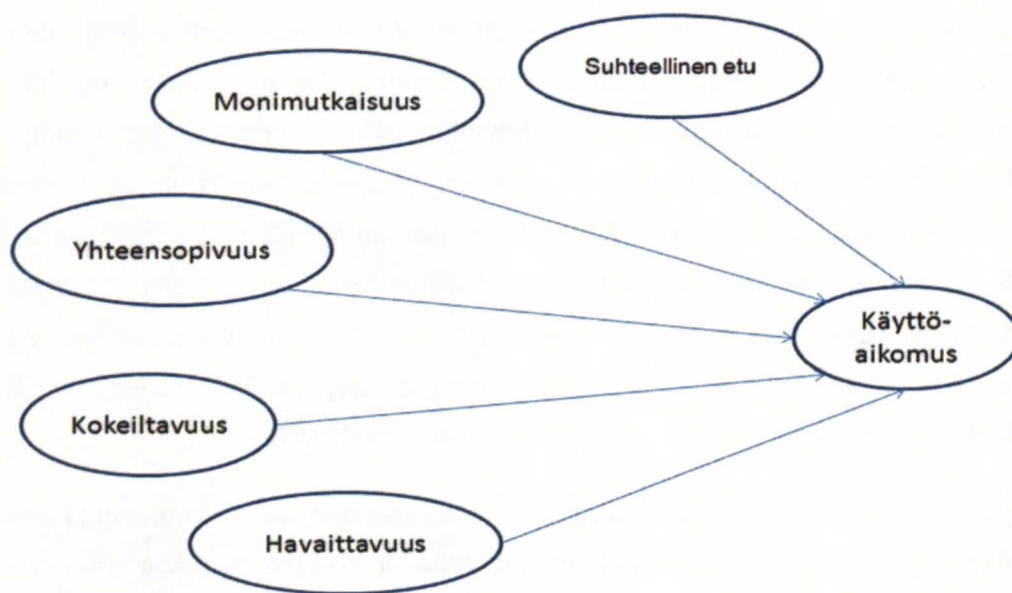 Suhteellinen etu
Monimutkaisuus
Yhteensopivuus
Käyttö-
aikomus
Kokeiltavuus
Havaittavuus